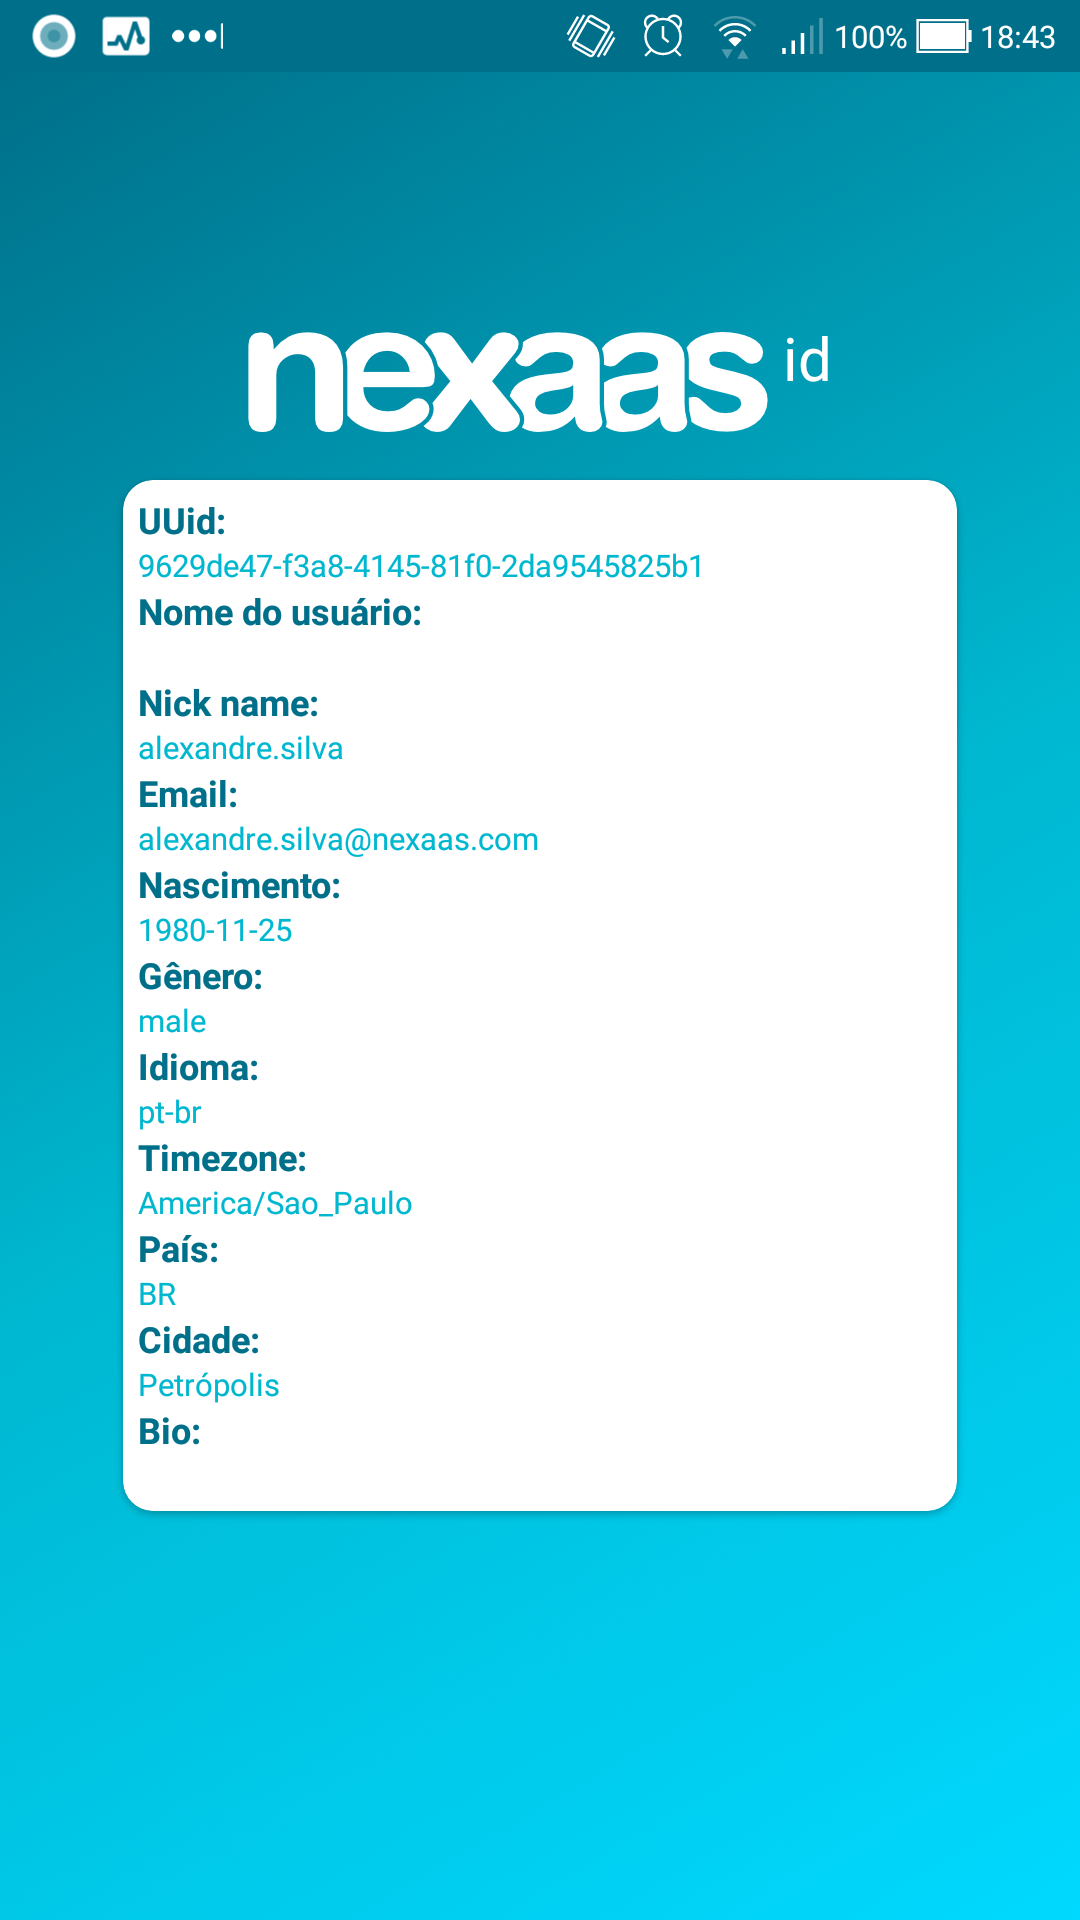 100% 18:43
nexaas id
UUid:
9629de47-f3a8-4145-81f0-2da9545825b1
Nome do usuário:
Nick name:
alexandre.silva
Email:
alexandre.silva@nexaas.com
Nascimento:
1980-11-25
Gênero:
male
Idioma:
pt-br
Timezone:
America/Sao_Paulo
País:
BR
Cidade:
Petrópolis
Bio: